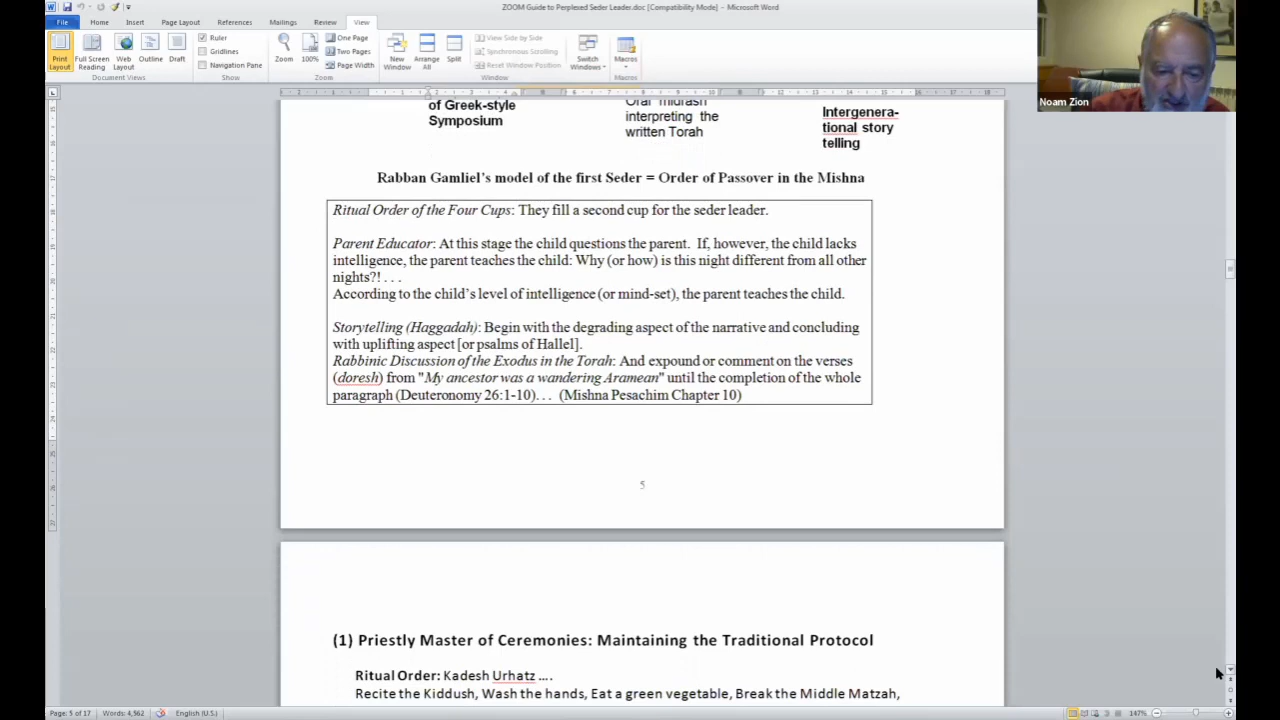 ZOOM Guide to Perplexed Seder Leader.doc [Compatibility Mode] - Microsoft Word
File Home Insert Page Layout References Mailings Review View
Print Layout
Full Screen Reading
Web Layout
Outline
Draft
Document Views
Ruler
Gridlines
Navigation Pane
Show
Zoom
100%
One Page
Two Pages
Page Width
Zoom
New Window
Arrange All
Split
View Side by Side
Synchronous Scrolling
Reset Window Position
Window
Switch Windows
Macros
Macros
Noam Zion
of Greek-style
Symposium
Oral midrash
interpreting the
written Torah
Intergenera-
tional story
telling
Rabban Gamliel's model of the first Seder = Order of Passover in the Mishna
Ritual Order of the Four Cups: They fill a second cup for the seder leader.
Parent Educator: At this stage the child questions the parent. If, however, the child lacks
intelligence, the parent teaches the child: Why (or how) is this night different from all other
nights?! . . .
According to the child's level of intelligence (or mind-set), the parent teaches the child.
Storytelling (Haggadah): Begin with the degrading aspect of the narrative and concluding
with uplifting aspect [or psalms of Hallel].
Rabbinic Discussion of the Exodus in the Torah: And expound or comment on the verses
(doresh) from "My ancestor was a wandering Aramean" until the completion of the whole
paragraph (Deuteronomy 26:1-10)... (Mishna Pesachim Chapter 10)
5
(1) Priestly Master of Ceremonies: Maintaining the Traditional Protocol
Ritual Order: Kadesh Urhatz ....
Recite the Kiddush, Wash the hands, Eat a green vegetable, Break the Middle Matzah,
Page: 5 of 17 Words: 4,562 English (U.S.) 147%